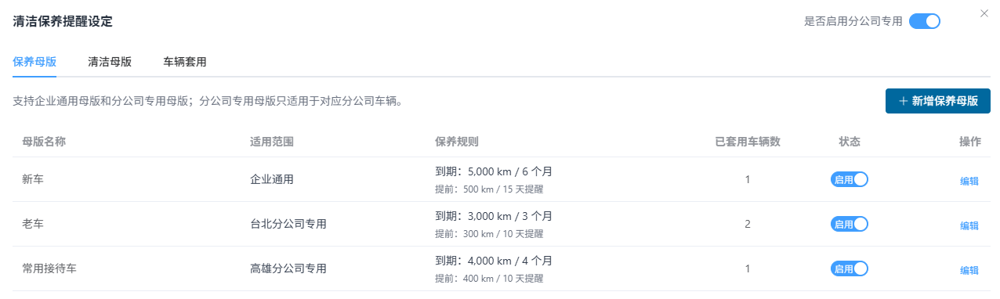 清洁保养提醒设定
是否启用分公司专用
保养母版 清洁母版 车辆套用
支持企业通用母版和分公司专用母版；分公司专用母版只适用于对应分公司车辆。
+ 新增保养母版
母版名称 适用范围 保养规则 已套用车辆数 状态 操作
新车 企业通用 到期：5,000 km / 6 个月 1 启用 编辑
提前：500 km / 15 天提醒
老车 台北分公司专用 到期：3,000 km / 3 个月 2 启用 编辑
提前：300 km / 10 天提醒
常用接待车 高雄分公司专用 到期：4,000 km / 4 个月 1 启用 编辑
提前：400 km / 10 天提醒